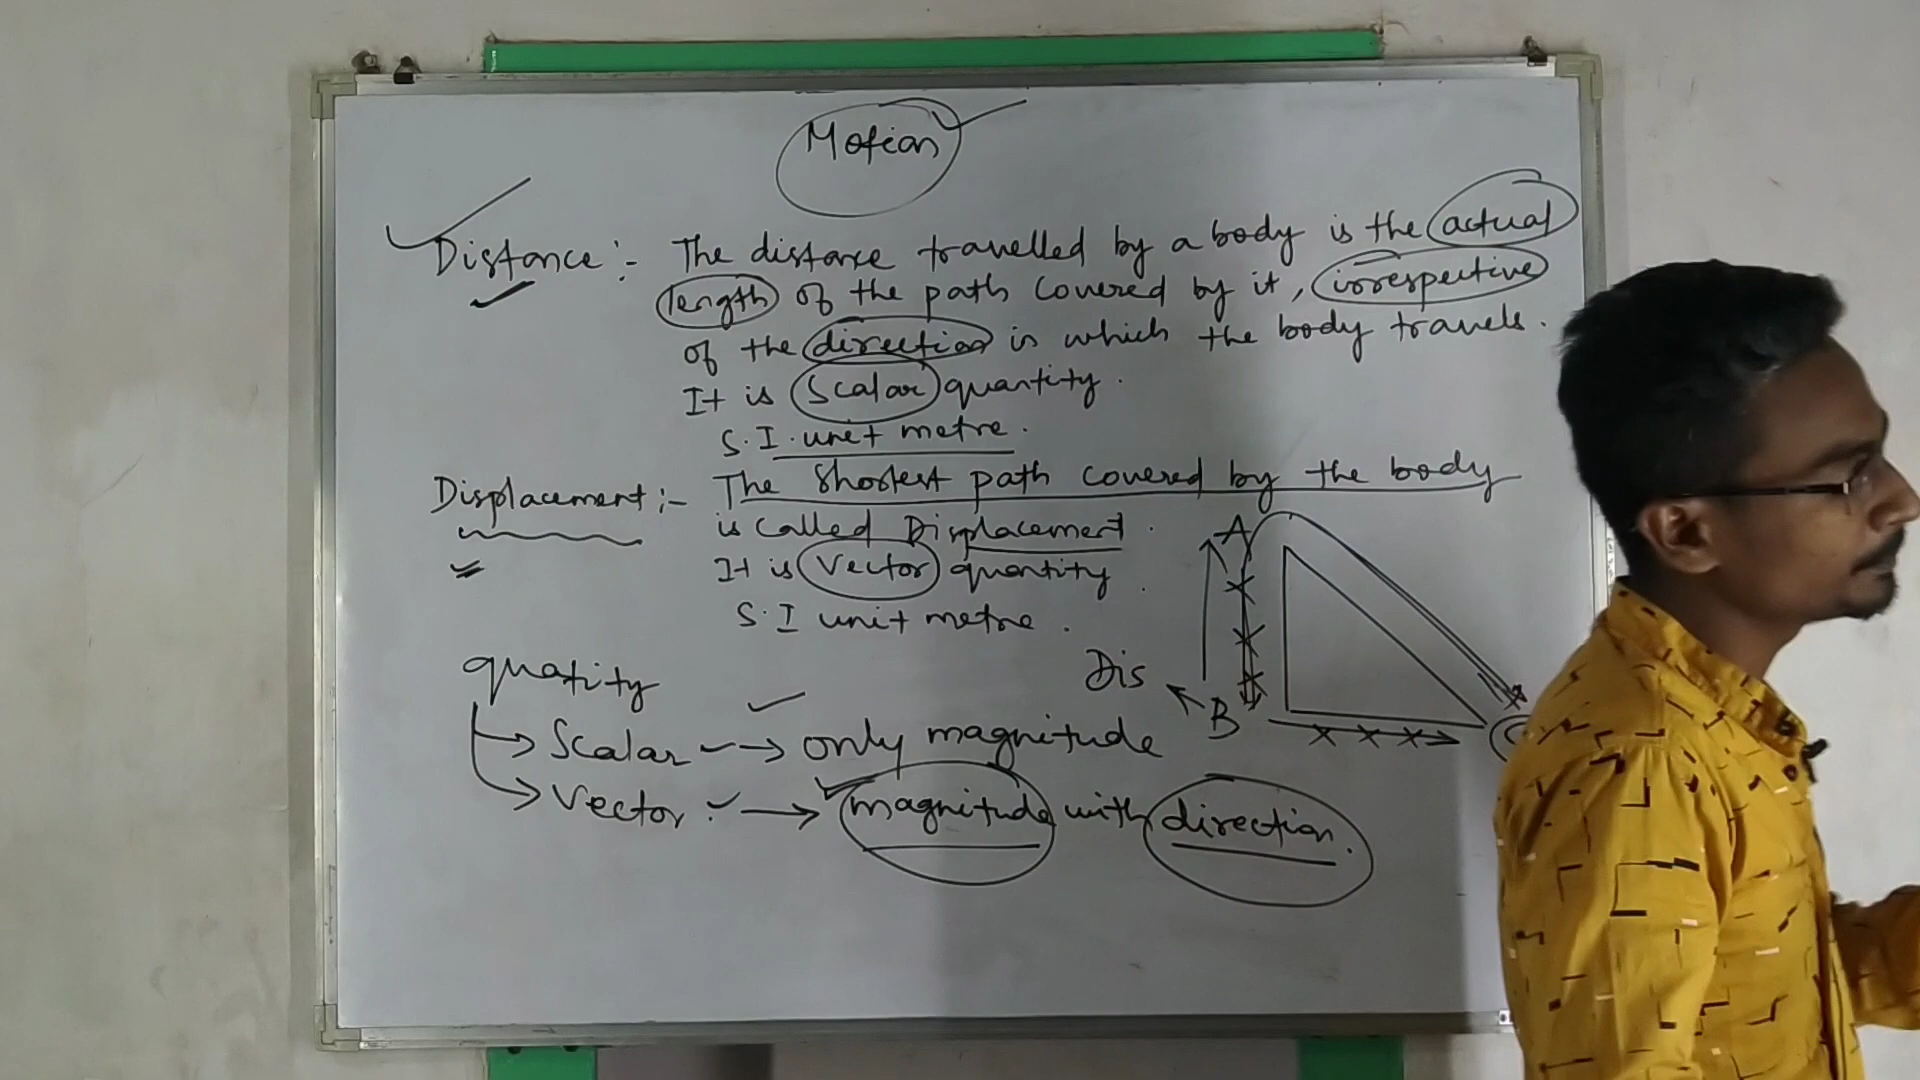 Motion
Distance :- The distance travelled by a body is the actual
length of the path covered by it, irrespective
of the direction in which the body travels.
It is Scalar quantity.
S.I. unit metre.
Displacement :- The Shortest path covered by the body
is called Displacement.
It is Vector quantity.
S.I unit metre.
A
Dis
B
C
quatity
→ Scalar → only magnitude
→ Vector → magnitude with direction.